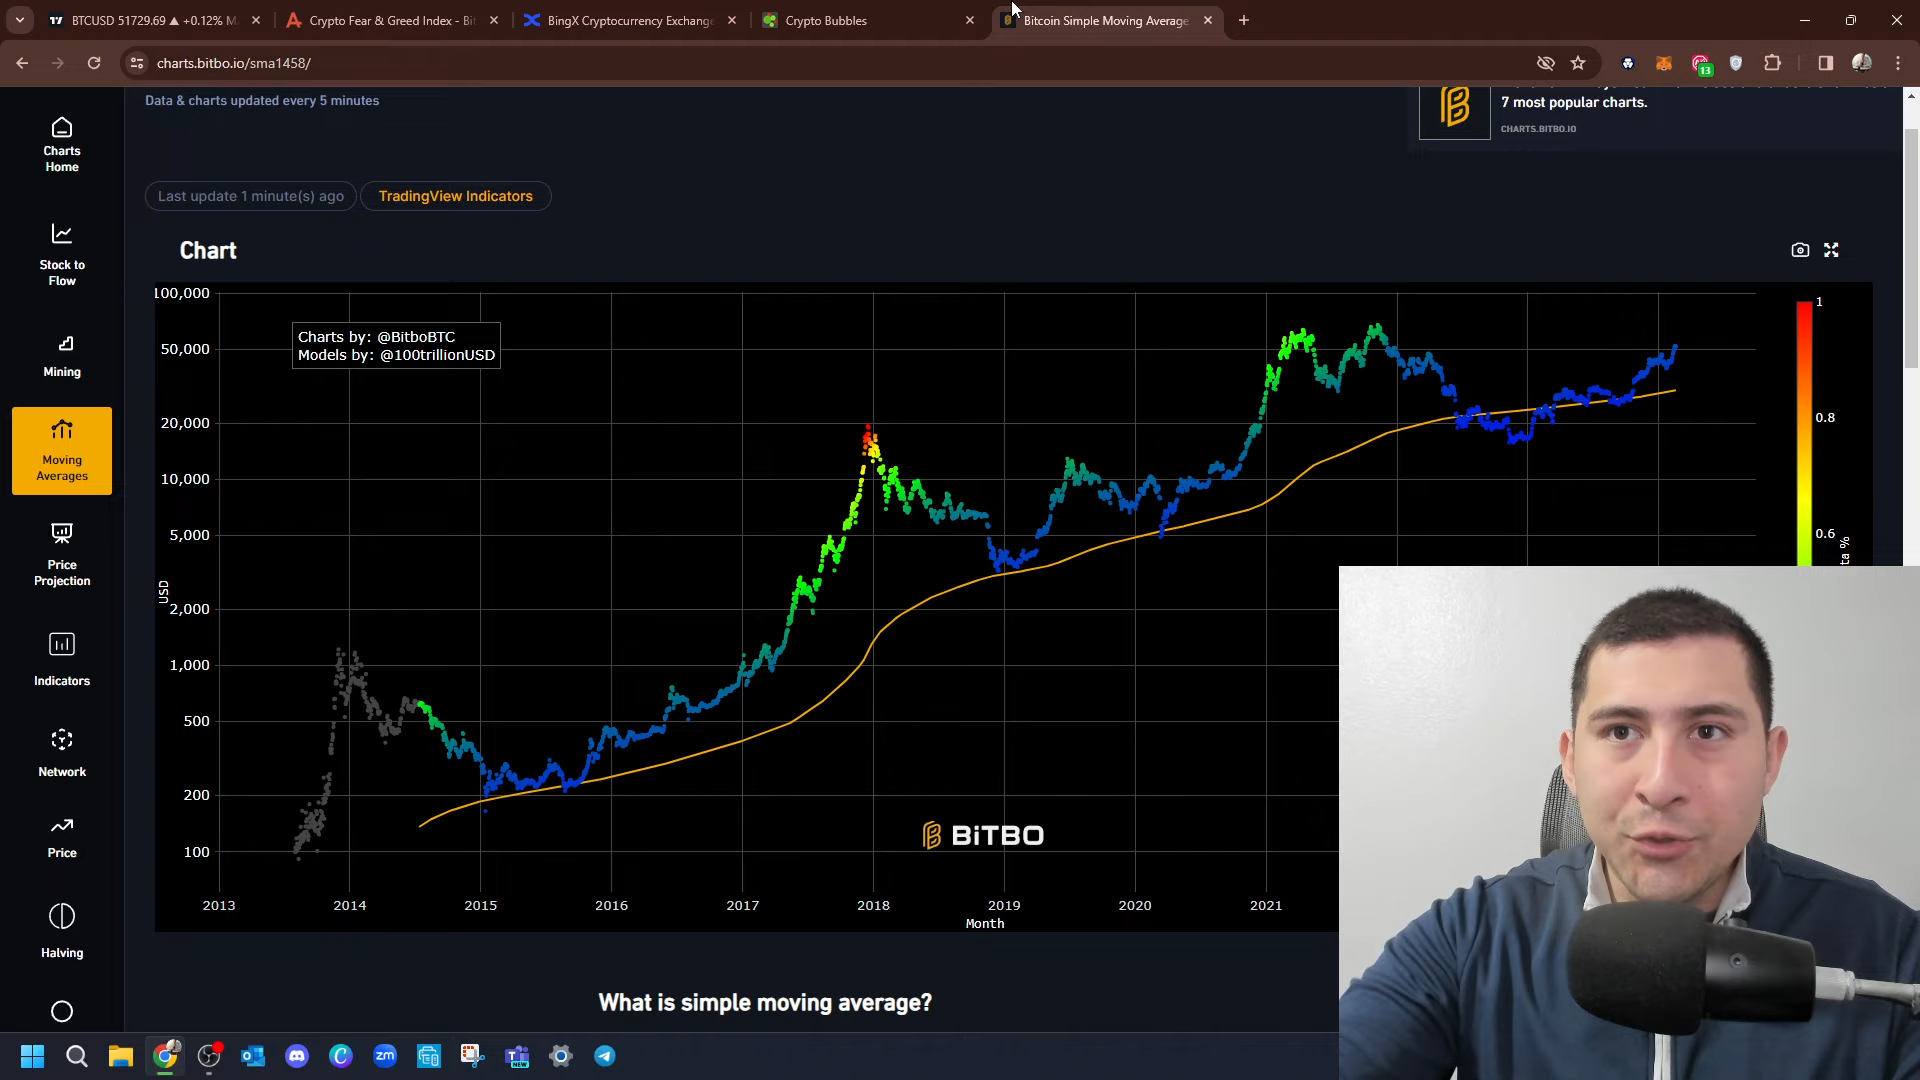 BTCUSD 51729.69 ▲ +0.12%
Crypto Fear & Greed Index - Bit
BingX Cryptocurrency Exchange
Crypto Bubbles
Bitcoin Simple Moving Average
charts.bitbo.io/sma1458/
13
Data & charts updated every 5 minutes
7 most popular charts.
CHARTS.BITBO.IO
Charts
Home
Stock to
Flow
Mining
Moving
Averages
Price
Projection
Indicators
Network
Price
Halving
Last update 1 minute(s) ago
TradingView Indicators
Chart
Charts by: @BitboBTC
Models by: @100trillionUSD
100,000
50,000
20,000
10,000
5,000
2,000
1,000
500
200
100
USD
2013
2014
2015
2016
2017
2018
2019
2020
2021
Month
1
0.8
0.6
BiTBO
What is simple moving average?
zm
NEW